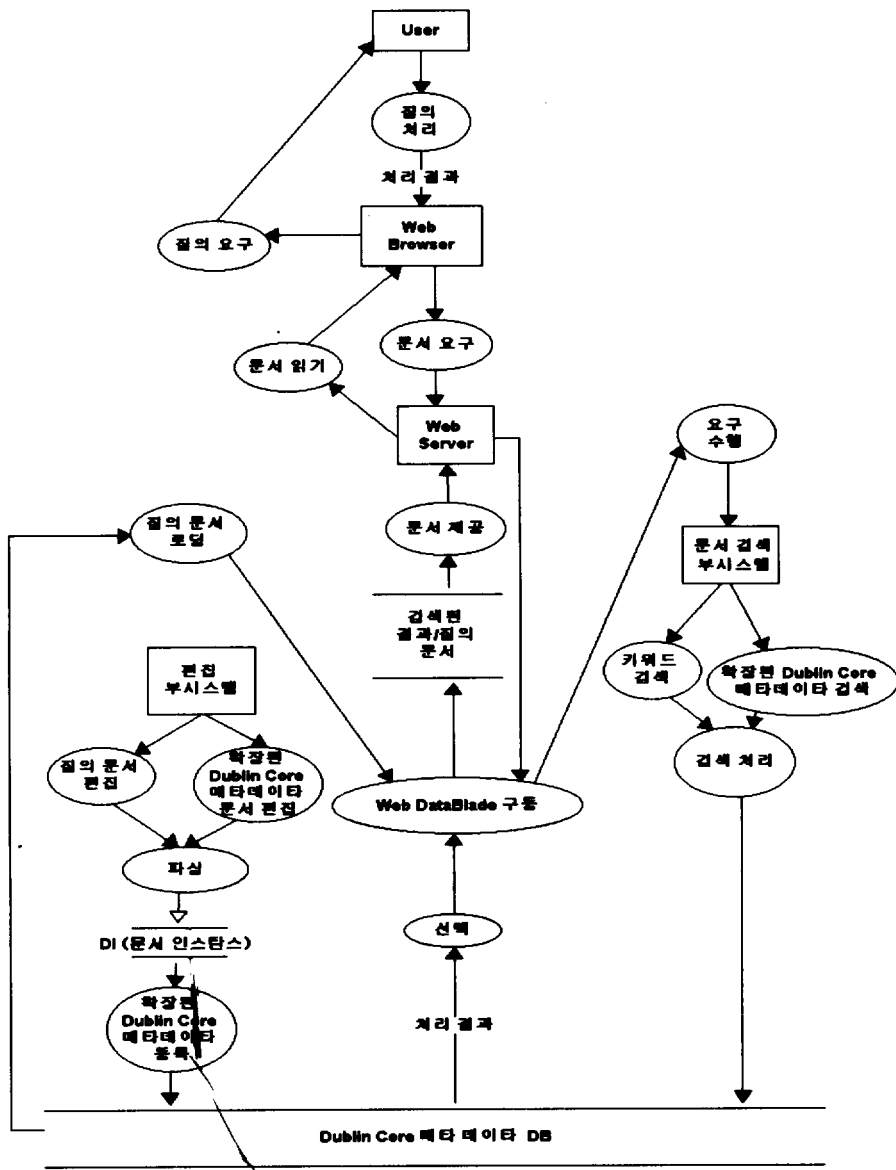 User
질의
처리
처리 결과
Web
Browser
질의 요구
문서 요구
문서 읽기
Web
Server
요구
수행
질의 문서
로딩
문서 제공
문서 검색
부시스템
검색된
결과/질의
문서
편집
부시스템
키워드
검색
확장된 Dublin Core
메타데이타 검색
질의 문서
편집
확장된
Dublin Core
메타데이타
문서 편집
검색 처리
Web DataBlade 구동
파싱
선택
DI (문서 인스탄스)
확장된
Dublin Core
메타데이타
등록
처리 결과
Dublin Core 메타 데이타 DB